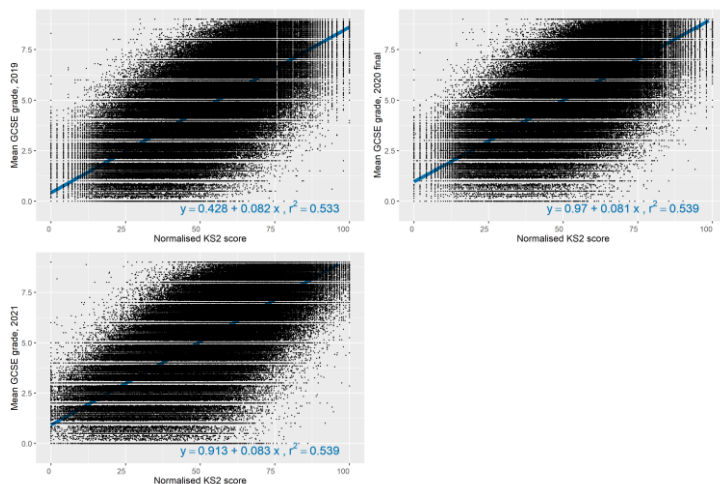 Mean GCSE grade, 2019
7.5
5.0
2.5
0.0
y = 0.428 + 0.082 x , r² = 0.533
0 25 50 75 100
Normalised KS2 score
Mean GCSE grade, 2020 final
7.5
5.0
2.5
0.0
y = 0.97 + 0.081 x , r² = 0.539
0 25 50 75 100
Normalised KS2 score
Mean GCSE grade, 2021
7.5
5.0
2.5
0.0
y = 0.913 + 0.083 x , r² = 0.539
0 25 50 75 100
Normalised KS2 score